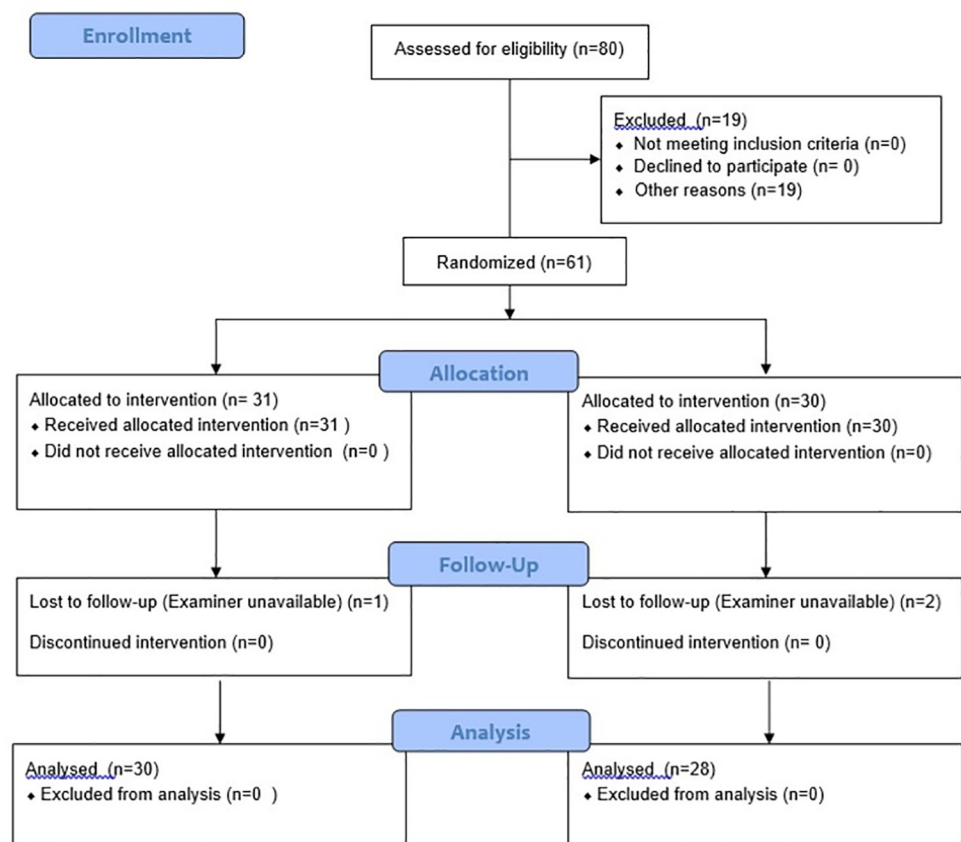 Enrollment
Assessed for eligibility (n=80)
Excluded (n=19)
⬥ Not meeting inclusion criteria (n=0)
⬥ Declined to participate (n= 0)
⬥ Other reasons (n=19)
Randomized (n=61)
Allocation
Allocated to intervention (n= 31)
⬥ Received allocated intervention (n=31 )
⬥ Did not receive allocated intervention (n=0 )
Allocated to intervention (n=30)
⬥ Received allocated intervention (n=30)
⬥ Did not receive allocated intervention (n=0)
Follow-Up
Lost to follow-up (Examiner unavailable) (n=1)
Discontinued intervention (n=0)
Lost to follow-up (Examiner unavailable) (n=2)
Discontinued intervention (n= 0)
Analysis
Analysed (n=30)
⬥ Excluded from analysis (n=0 )
Analysed (n=28)
⬥ Excluded from analysis (n=0)